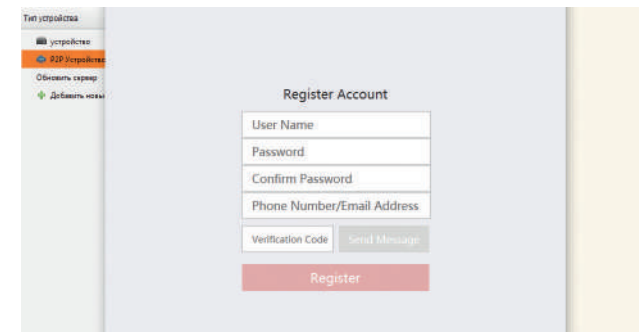 Тип устройства
устройство
P2P Устройство
Обновить сервер
Добавить новы
Register Account
User Name
Password
Confirm Password
Phone Number/Email Address
Verification Code
Send Message
Register